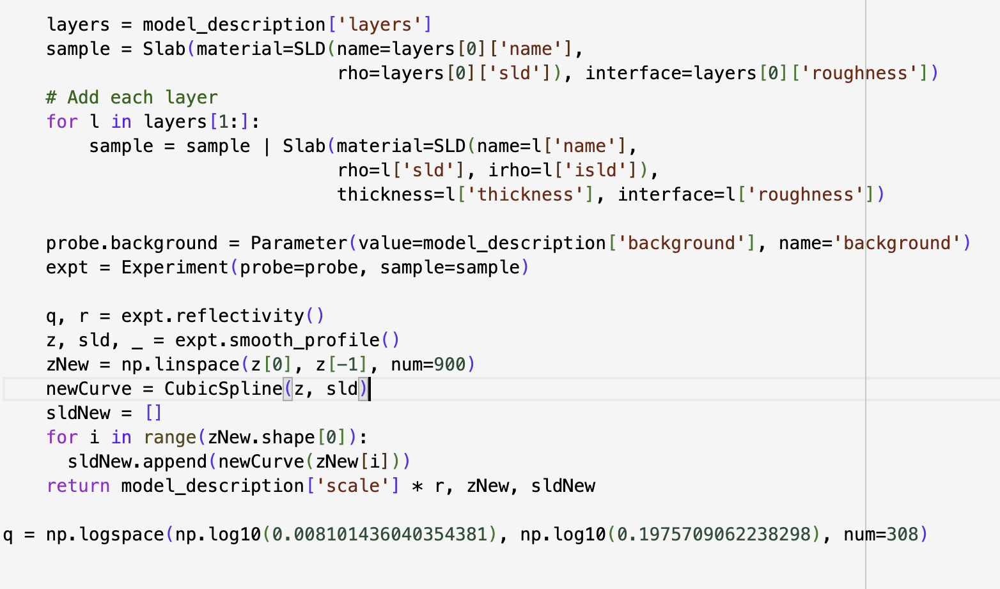 layers = model_description['layers']
sample = Slab(material=SLD(name=layers[0]['name'],
rho=layers[0]['sld']), interface=layers[0]['roughness'])
# Add each layer
for l in layers[1:]:
sample = sample | Slab(material=SLD(name=l['name'],
rho=l['sld'], irho=l['isld']),
thickness=l['thickness'], interface=l['roughness'])
probe.background = Parameter(value=model_description['background'], name='background')
expt = Experiment(probe=probe, sample=sample)
q, r = expt.reflectivity()
z, sld, _ = expt.smooth_profile()
zNew = np.linspace(z[0], z[-1], num=900)
newCurve = CubicSpline(z, sld)
sldNew = []
for i in range(zNew.shape[0]):
sldNew.append(newCurve(zNew[i]))
return model_description['scale'] * r, zNew, sldNew
q = np.logspace(np.log10(0.008101436040354381), np.log10(0.1975709062238298), num=308)